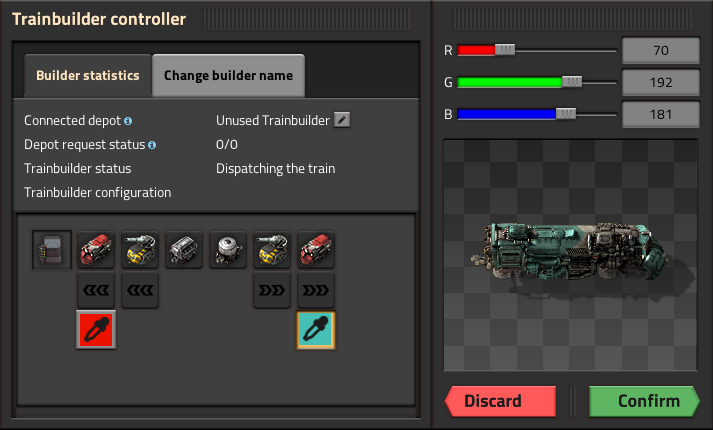 Trainbuilder controller
Builder statistics
Change builder name
Connected depot
Unused Trainbuilder
Depot request status
0/0
Trainbuilder status
Dispatching the train
Trainbuilder configuration
R
70
G
192
B
181
Discard
Confirm